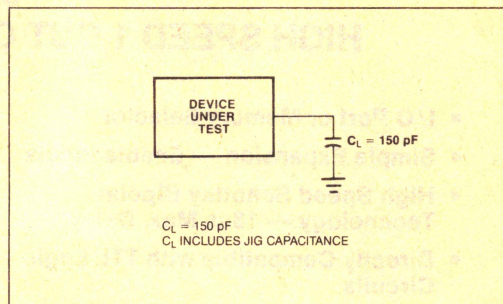 DEVICE
UNDER
TEST
C_L = 150 pF
C_L = 150 pF
C_L INCLUDES JIG CAPACITANCE